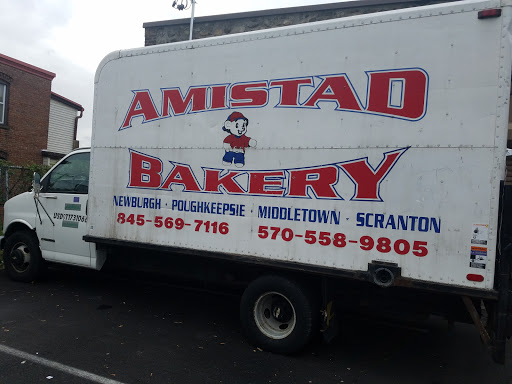 AMISTAD
BAKERY
NEWBURGH · POUGHKEEPSIE · MIDDLETOWN · SCRANTON
845-569-7116 570-558-9805